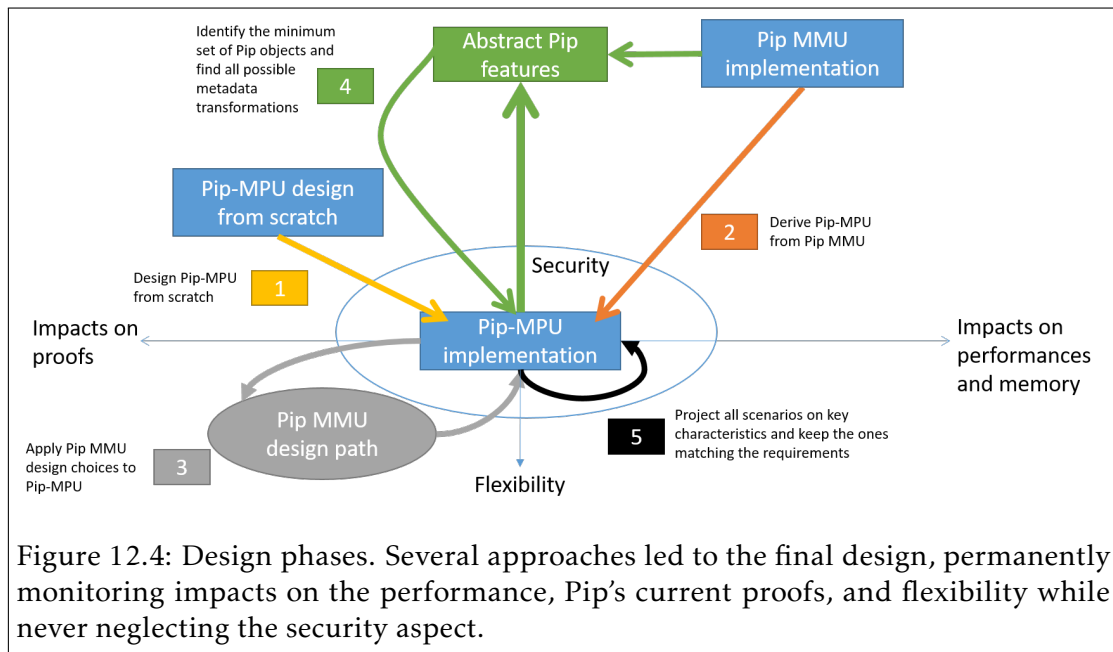 Identify the minimum
set of Pip objects and
find all possible
metadata
transformations
4
Abstract Pip
features
Pip MMU
implementation
Pip-MPU design
from scratch
2
Derive Pip-MPU
from Pip MMU
Design Pip-MPU
from scratch
1
Security
Impacts on
proofs
Pip-MPU
implementation
Impacts on
performances
and memory
Pip MMU
design path
Apply Pip MMU
design choices to
Pip-MPU
3
5
Project all scenarios on key
characteristics and keep the ones
matching the requirements
Flexibility
Figure 12.4: Design phases. Several approaches led to the final design, permanently
monitoring impacts on the performance, Pip's current proofs, and flexibility while
never neglecting the security aspect.